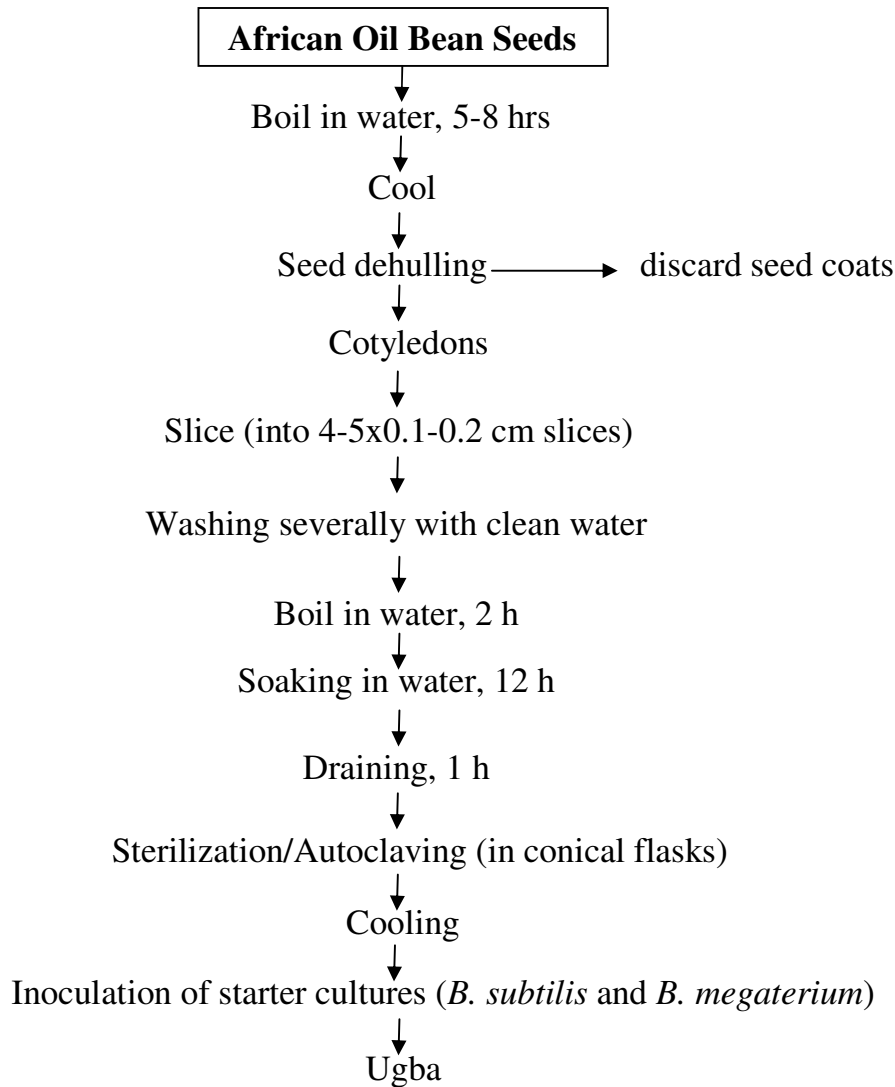 African Oil Bean Seeds
Boil in water, 5-8 hrs
Cool
Seed dehulling
discard seed coats
Cotyledons
Slice (into 4-5x0.1-0.2 cm slices)
Washing severally with clean water
Boil in water, 2 h
Soaking in water, 12 h
Draining, 1 h
Sterilization/Autoclaving (in conical flasks)
Cooling
Inoculation of starter cultures (B. subtilis and B. megaterium)
Ugba